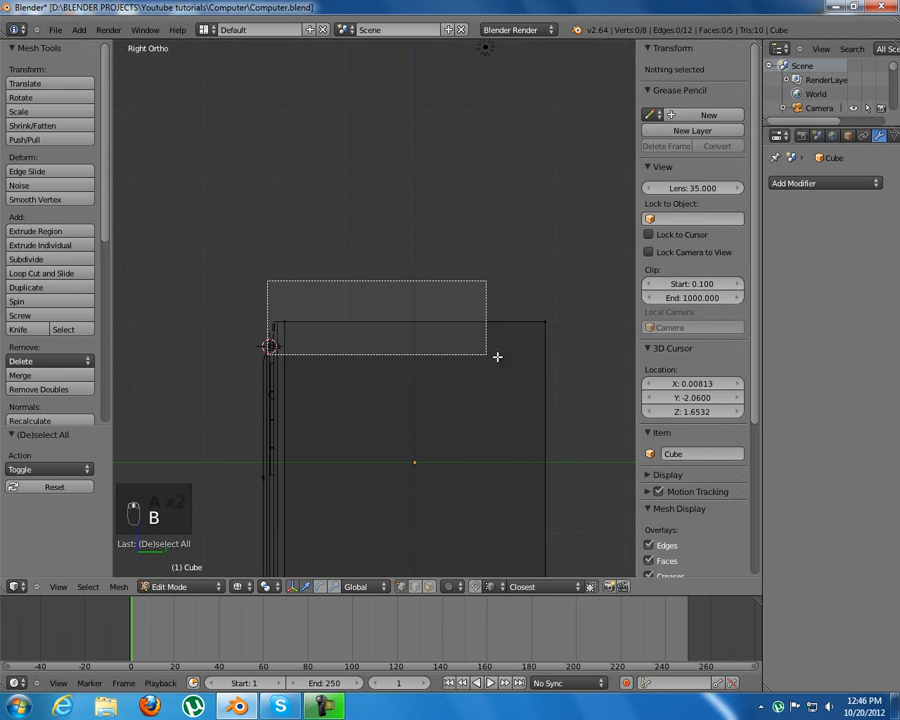 Blender* [D:\BLENDER PROJECTS\Youtube tutorials\Computer\Computer.blend]
File Add Render Window Help Default Scene Blender Render v2.64 | Verts:0/8 | Edges:0/12 | Faces:0/5 | Tris:10 | Cube
Mesh Tools
Transform:
Translate
Rotate
Scale
Shrink/Fatten
Push/Pull
Deform:
Edge Slide
Noise
Smooth Vertex
Add:
Extrude Region
Extrude Individual
Subdivide
Loop Cut and Slide
Duplicate
Spin
Screw
Knife Select
Remove:
Delete
Merge
Remove Doubles
Normals:
Recalculate
(De)select All
Action
Toggle
Reset
Right Ortho
A x2
B
Last: (De)select All
(1) Cube
Transform
Nothing selected
Grease Pencil
New
New Layer
Delete Frame Convert
View
Lens: 35.000
Lock to Object:
Lock to Cursor
Lock Camera to View
Clip:
Start: 0.100
End: 1000.000
Local Camera:
Camera
3D Cursor
Location:
X: 0.00813
Y: -2.0600
Z: 1.6532
Item
Cube
Display
Motion Tracking
Mesh Display
Overlays:
Edges
Faces
Creases
View Search All Sce
Scene
RenderLaye
World
Camera
Cube
Add Modifier
View Select Mesh Edit Mode Global Closest
-40 -20 0 20 40 60 80 100 120 140 160 180 200 220 240 260
View Marker Frame Playback Start: 1 End: 250 1 No Sync
12:46 PM
10/20/2012